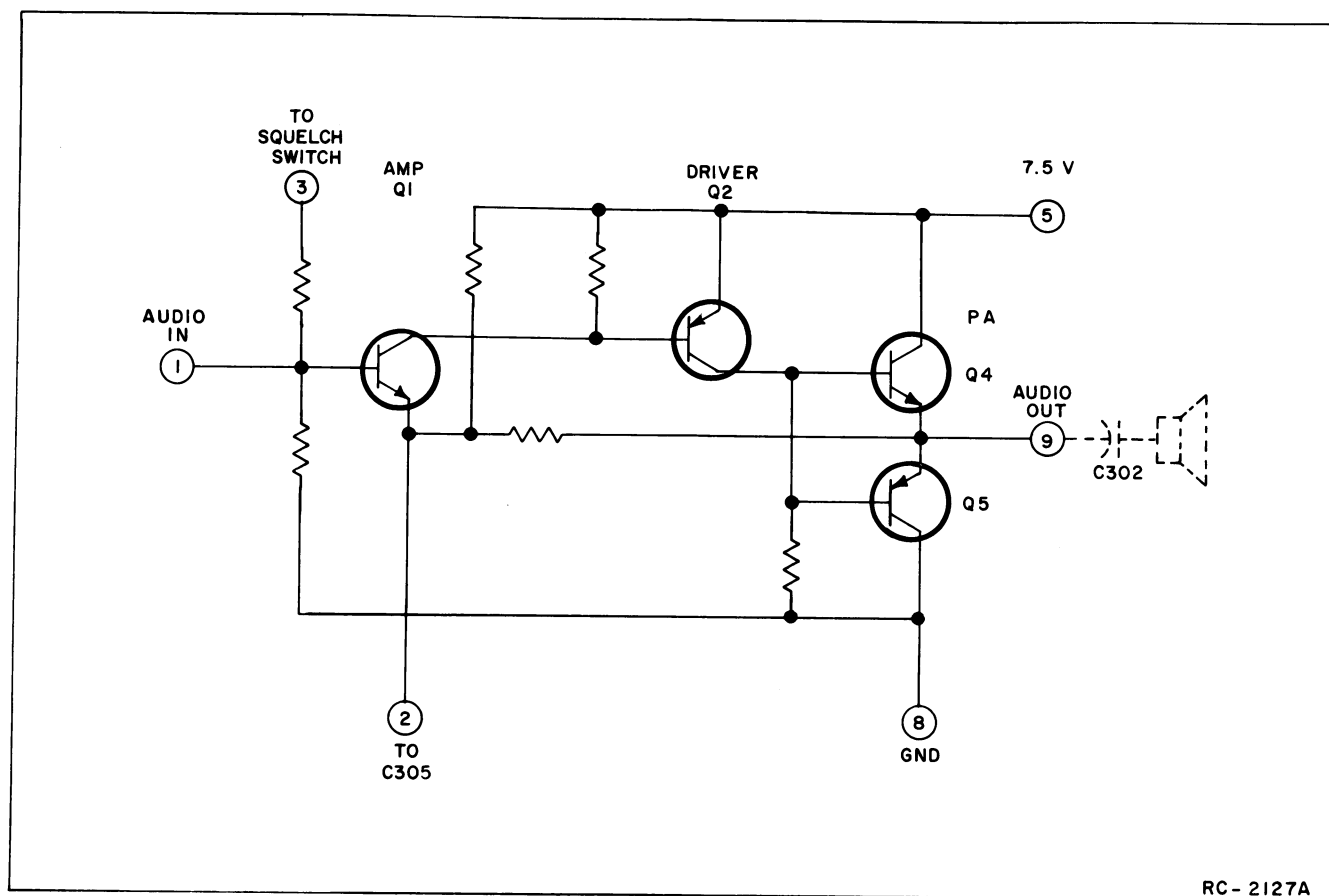 TO
SQUELCH
SWITCH
3
AMP
Q1
DRIVER
Q2
7.5 V
5
AUDIO
IN
1
PA
Q4
AUDIO
OUT
9
C302
Q5
2
TO
C305
8
GND
RC-2127A